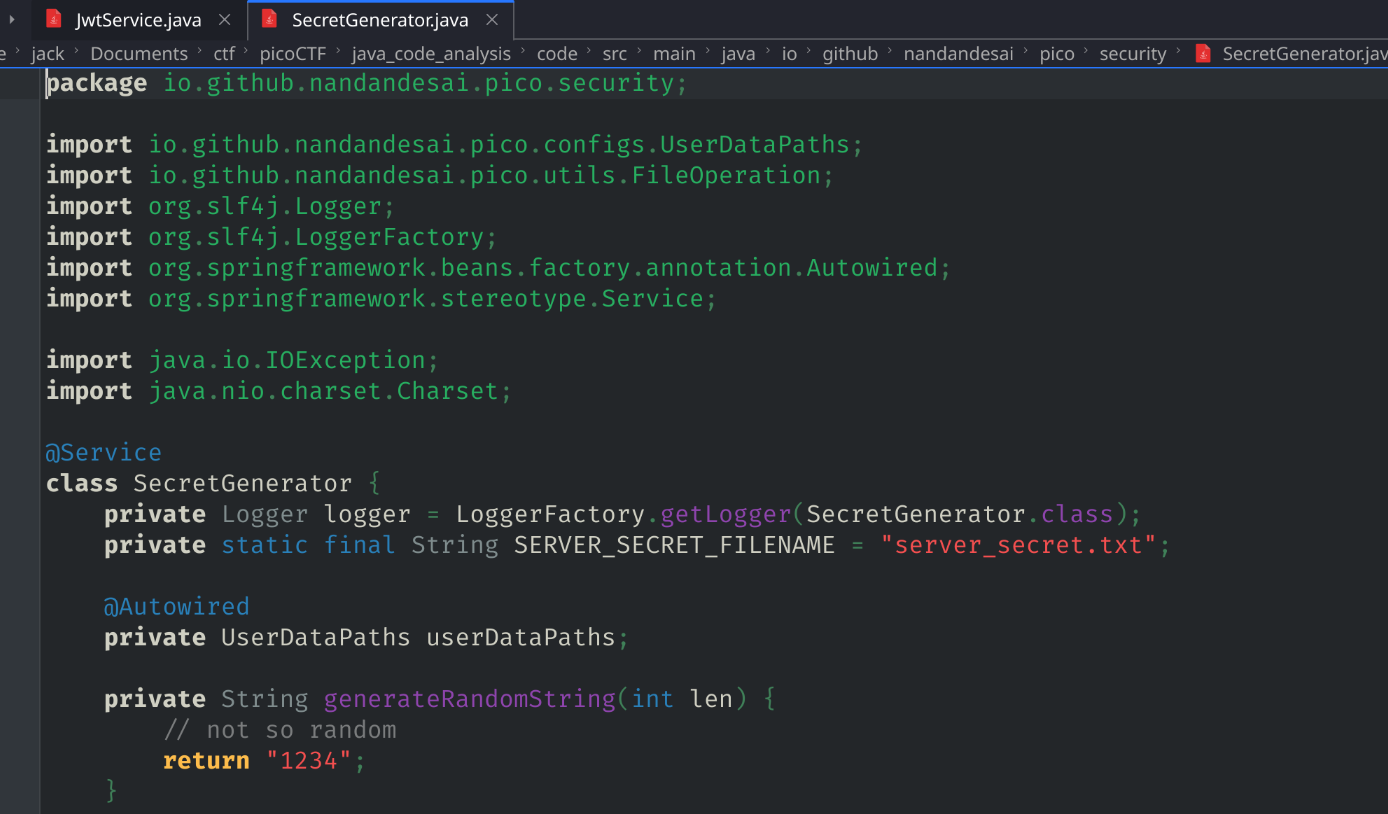 JwtService.java SecretGenerator.java
e jack Documents ctf picoCTF java_code_analysis code src main java io github nandandesai pico security SecretGenerator.jav
package io.github.nandandesai.pico.security;
import io.github.nandandesai.pico.configs.UserDataPaths;
import io.github.nandandesai.pico.utils.FileOperation;
import org.slf4j.Logger;
import org.slf4j.LoggerFactory;
import org.springframework.beans.factory.annotation.Autowired;
import org.springframework.stereotype.Service;
import java.io.IOException;
import java.nio.charset.Charset;
@Service
class SecretGenerator {
private Logger logger = LoggerFactory.getLogger(SecretGenerator.class);
private static final String SERVER_SECRET_FILENAME = "server_secret.txt";
@Autowired
private UserDataPaths userDataPaths;
private String generateRandomString(int len) {
// not so random
return "1234";
}